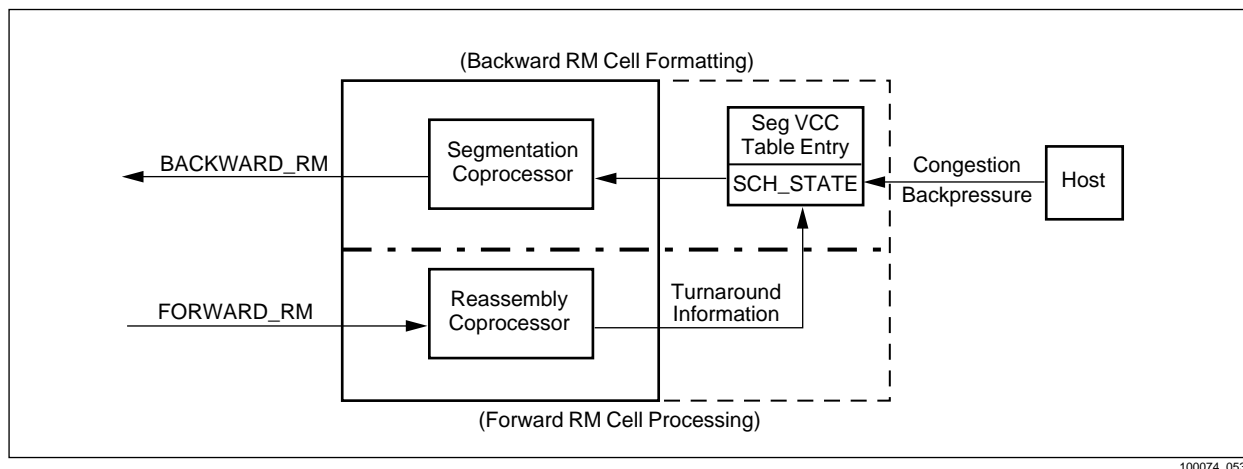 (Backward RM Cell Formatting)
Seg VCC
Table Entry
SCH_STATE
Segmentation
Coprocessor
BACKWARD_RM
Congestion
Backpressure
Host
Reassembly
Coprocessor
FORWARD_RM
Turnaround
Information
(Forward RM Cell Processing)
100074_053